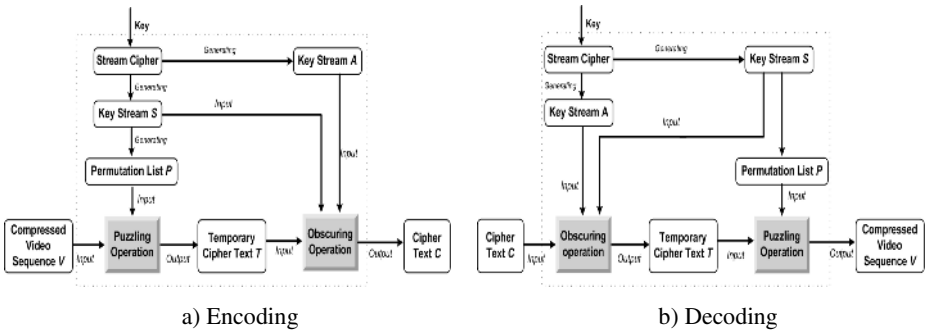 Key
Stream Cipher
Generating
Key Stream A
Generating
Key Stream S
Input
Generating
Input
Permutation List P
Input
Compressed
Video
Sequence V
Input
Puzzling
Operation
Output
Temporary
Cipher Text T
Input
Obscuring
Operation
Output
Cipher
Text C
a) Encoding
Key
Stream Cipher
Generating
Key Stream S
Generating
Key Stream A
Input
Permutation List P
Input
Input
Cipher
Text C
Input
Obscuring
operation
Output
Temporary
Cipher Text T
Input
Puzzling
Operation
Output
Compressed
Video
Sequence V
b) Decoding